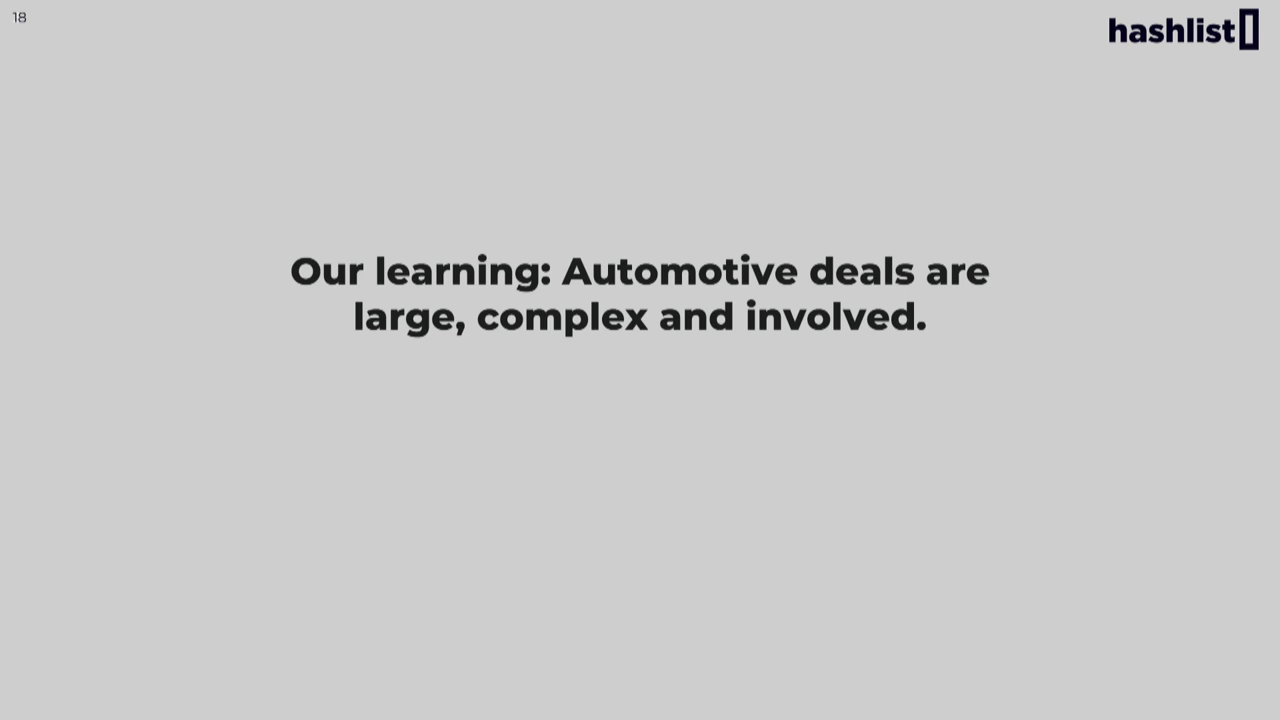 18
hashlist
Our learning: Automotive deals are
large, complex and involved.